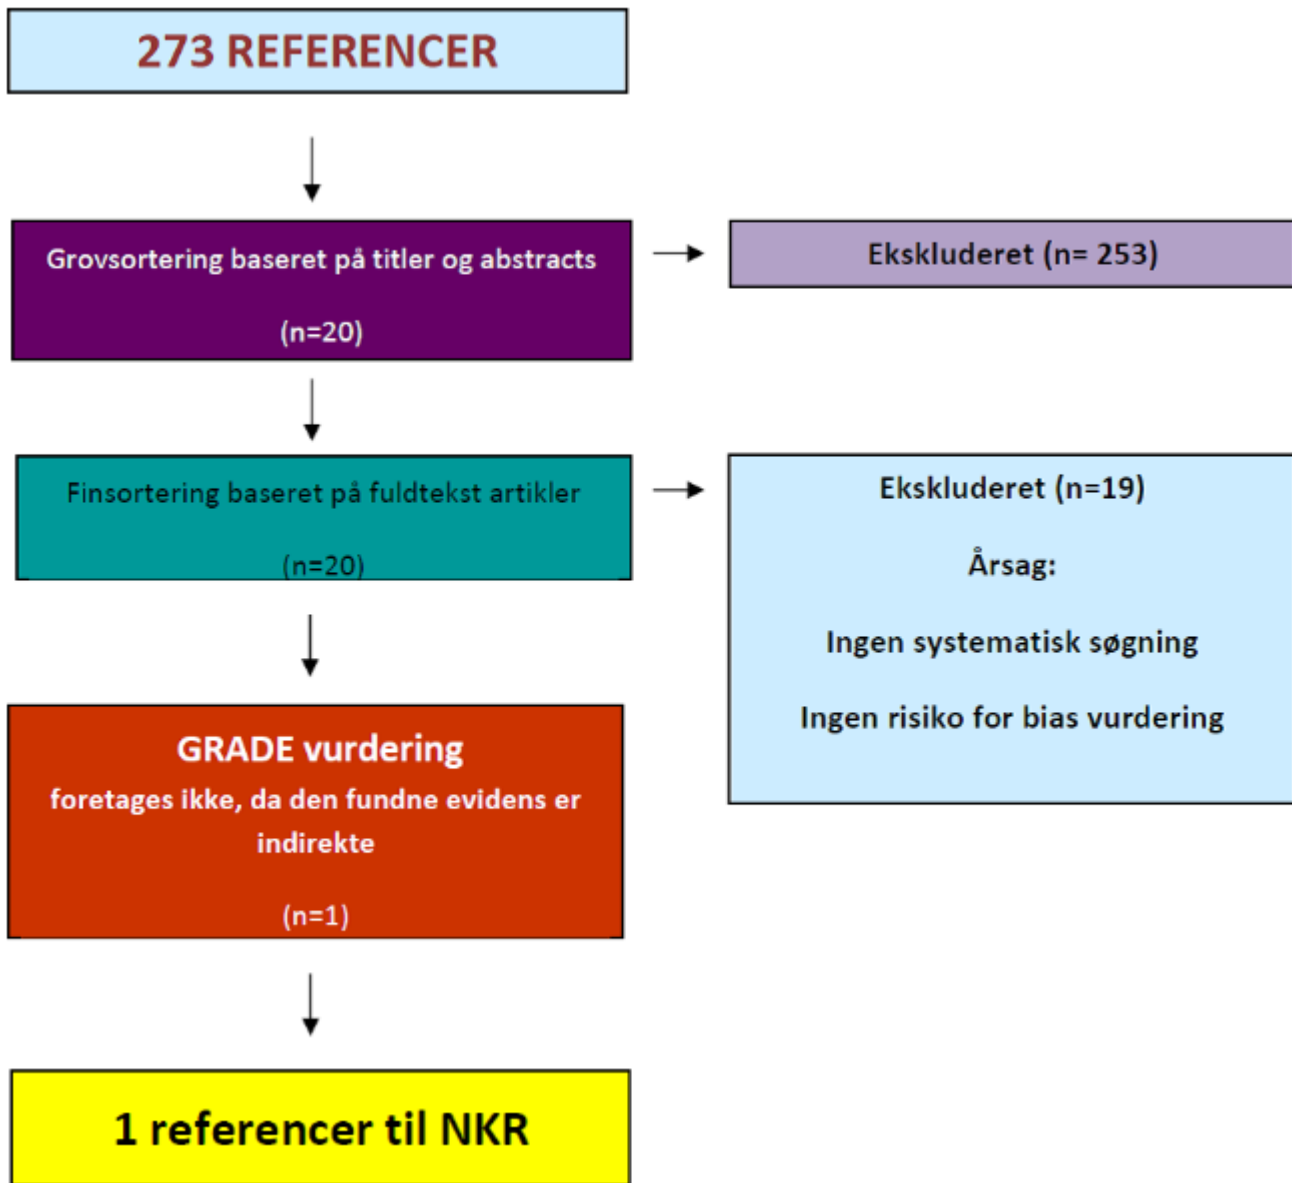 273 REFERENCER
Grovsortering baseret på titler og abstracts
(n=20)
Ekskluderet (n= 253)
Finsortering baseret på fuldtekst artikler
(n=20)
Ekskluderet (n=19)
Årsag:
Ingen systematisk søgning
Ingen risiko for bias vurdering
GRADE vurdering
foretages ikke, da den fundne evidens er
indirekte
(n=1)
1 referencer til NKR